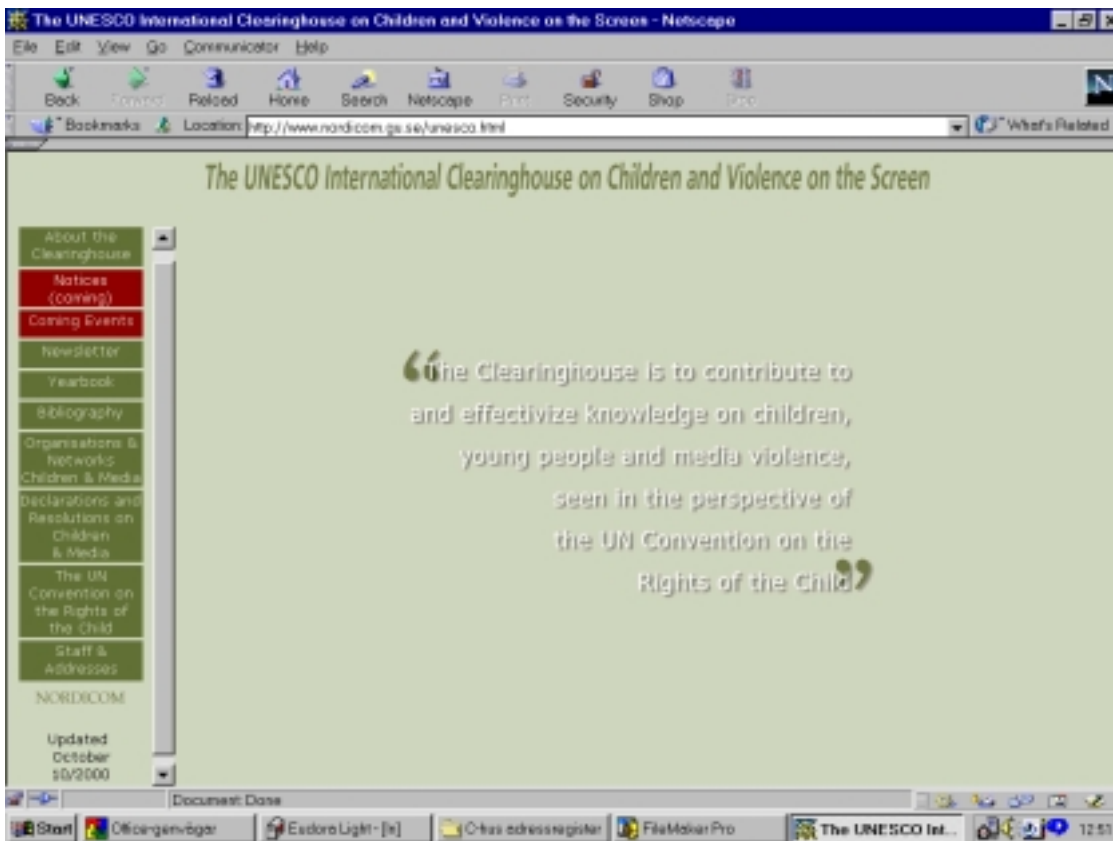 The UNESCO International Clearinghouse on Children and Violence on the Screen - Netscape
File Edit View Go Communicator Help
Back Forward Reload Home Search Netscape Print Security Shop Stop
Bookmarks Location: http://www.nordicom.gu.se/unesco.html What's Related
The UNESCO International Clearinghouse on Children and Violence on the Screen
About the
Clearinghouse
Notices
(coming)
Coming Events
Newsletter
Yearbook
Bibliography
Organisations &
Networks
Children & Media
Declarations and
Resolutions on
Children
& Media
The UN
Convention on
the Rights of
the Child
Staff &
Addresses
NORDICOM
Updated
October
10/2000
“The Clearinghouse is to contribute to
and effectivize knowledge on children,
young people and media violence,
seen in the perspective of
the UN Convention on the
Rights of the Child”
Document: Done
Start Office-genvägar Eudora Light - [In] C-hus adressregister FileMaker Pro The UNESCO Int... 12:51